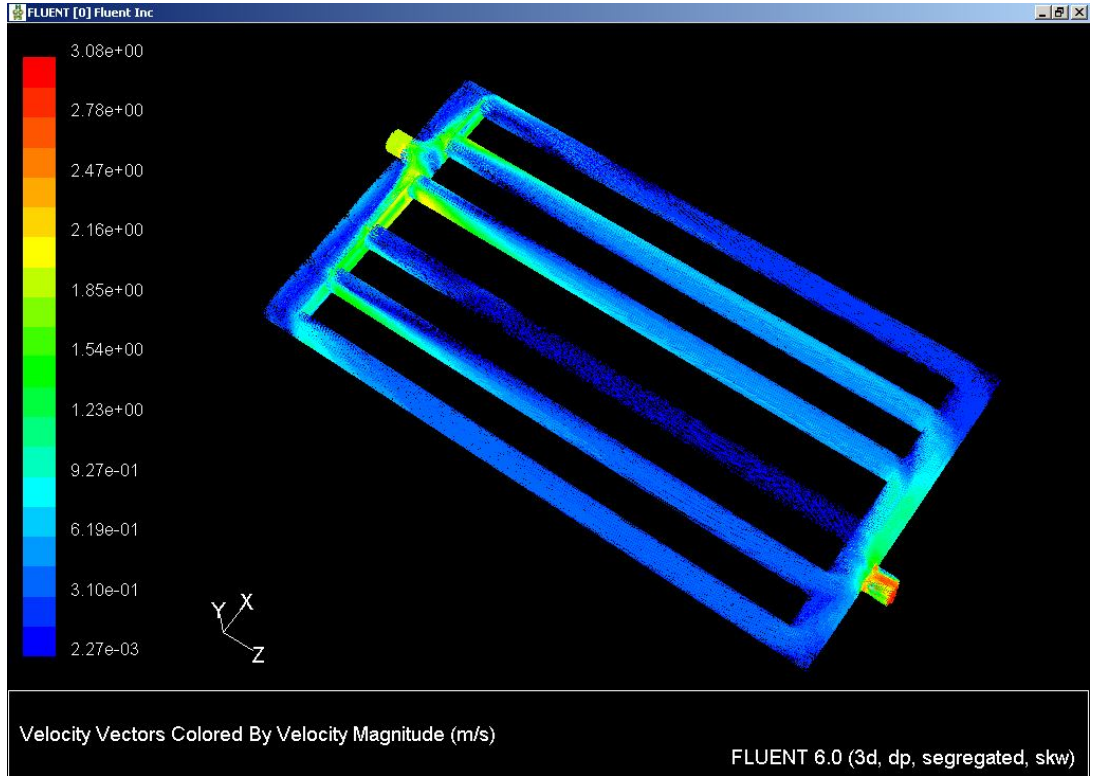 FLUENT [0] Fluent Inc
3.08e+00
2.78e+00
2.47e+00
2.16e+00
1.85e+00
1.54e+00
1.23e+00
9.27e-01
6.19e-01
3.10e-01
2.27e-03
Y X
Z
Velocity Vectors Colored By Velocity Magnitude (m/s)
FLUENT 6.0 (3d, dp, segregated, skw)